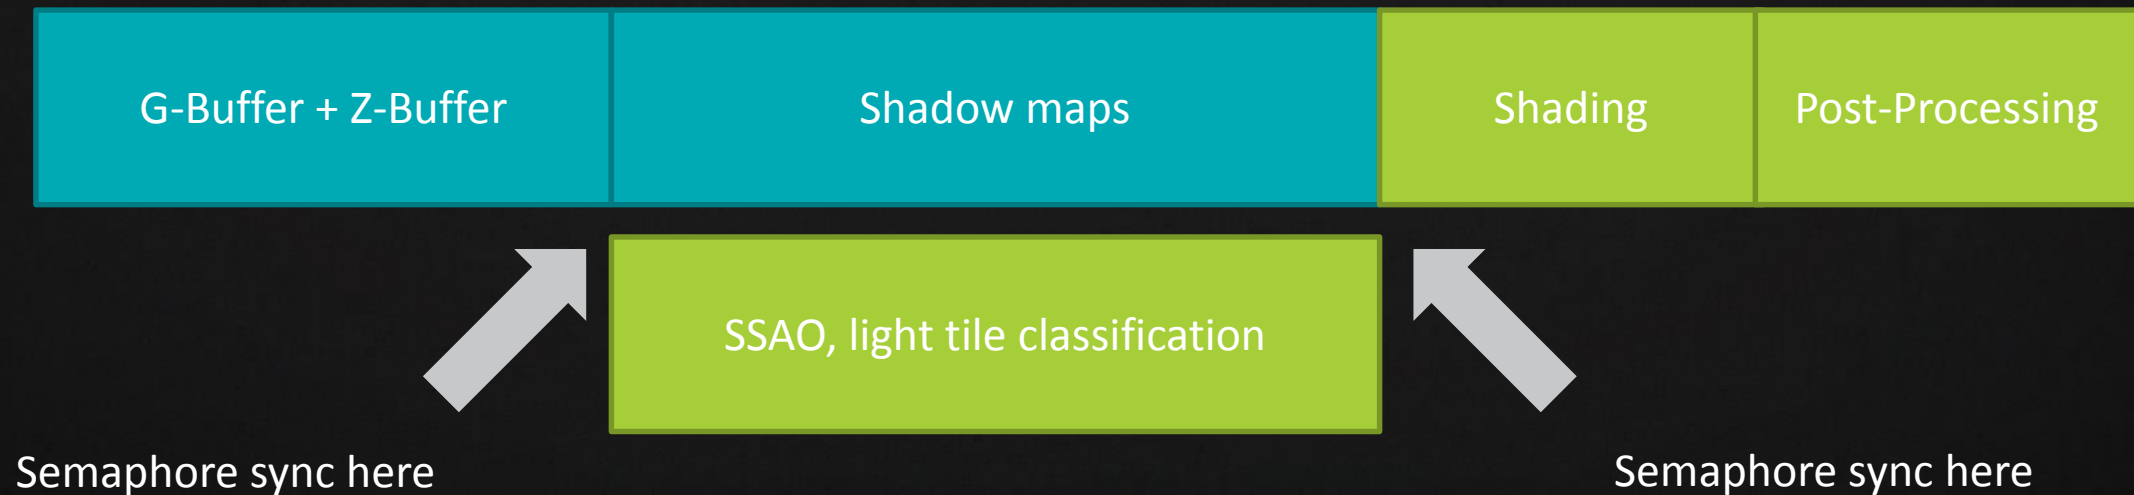 G-Buffer + Z-Buffer
Shadow maps
Shading
Post-Processing
SSAO, light tile classification
Semaphore sync here
Semaphore sync here